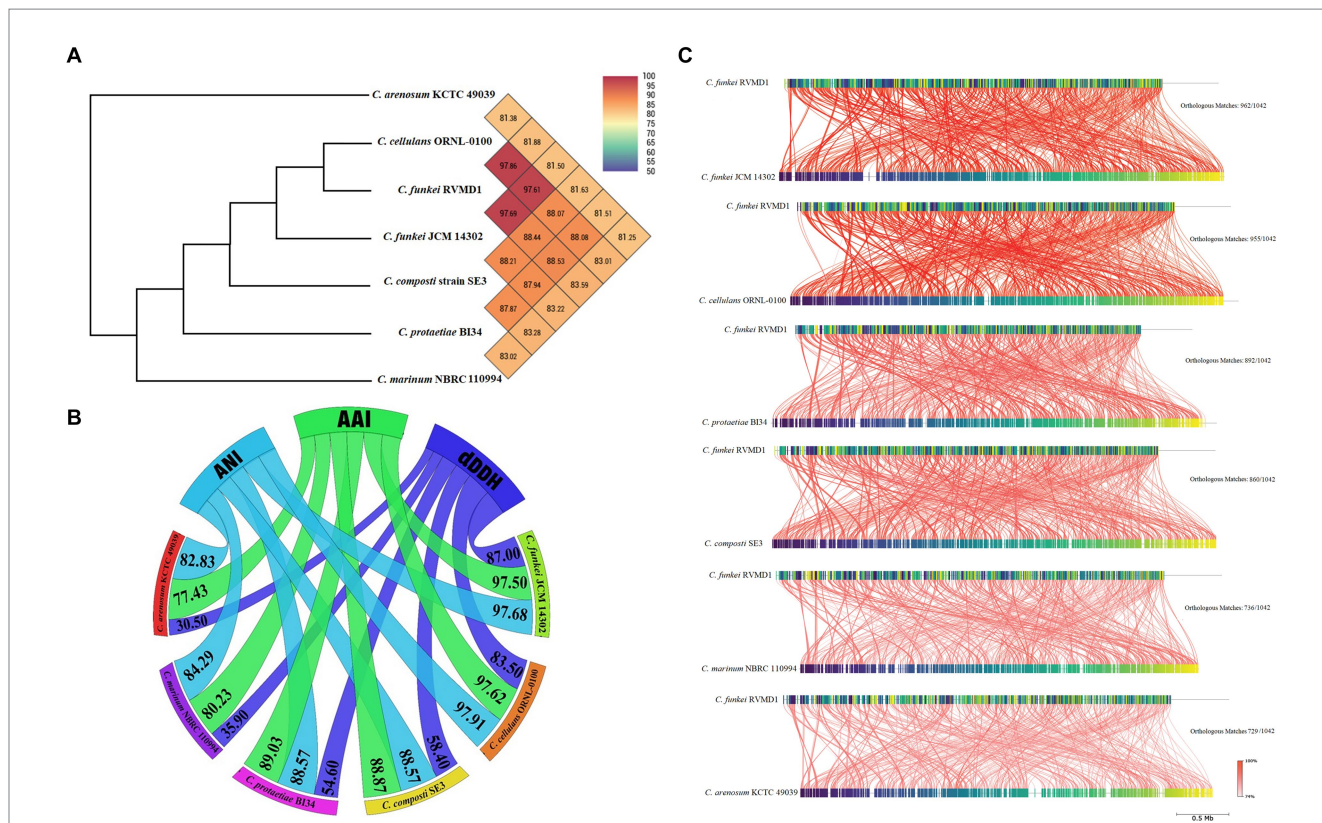 A
C. arenosum KCTC 49039
C. cellulans ORNL-0100
C. funkei RVMD1
C. funkei JCM 14302
C. composti strain SE3
C. protaetiae BI34
C. marinum NBRC 110994
81.38
81.88
97.86 81.50
97.61 81.63
97.69 88.07 81.51
88.44 88.08 81.25
88.21 88.53 83.01
87.94 83.59
87.87 83.22
83.28
83.02
100
95
90
85
80
75
70
65
60
55
50
B
ANI
AAI
dDDH
C. arenosum KCTC 49039
82.83
77.43
30.50
C. marinum NBRC 110994
84.29
80.23
35.90
C. protaetiae BI34
89.03
88.57
54.60
C. composti SE3
88.87
88.57
58.40
C. cellulans ORNL-0100
83.50
97.62
97.91
C. funkei JCM 14302
87.00
97.50
97.68
C
C. funkei RVMD1
Orthologous Matches: 962/1042
C. funkei JCM 14302
C. funkei RVMD1
Orthologous Matches: 955/1042
C. cellulans ORNL-0100
C. funkei RVMD1
Orthologous Matches: 892/1042
C. protaetiae BI34
C. funkei RVMD1
Orthologous Matches: 860/1042
C. composti SE3
C. funkei RVMD1
Orthologous Matches: 736/1042
C. marinum NBRC 110994
C. funkei RVMD1
Orthologous Matches 729/1042
C. arenosum KCTC 49039
100%
74%
0.5 Mb